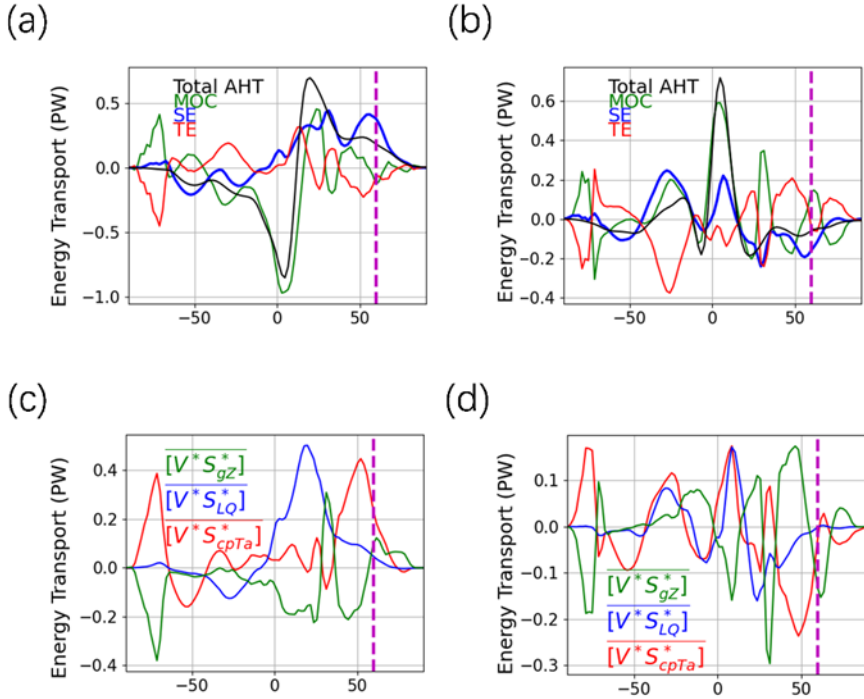 (a)
Total AHT
MOC
SE
TE
Energy Transport (PW)
0.5
0.0
−0.5
−1.0
−50
0
50
(b)
Total AHT
MOC
SE
TE
Energy Transport (PW)
0.6
0.4
0.2
0.0
−0.2
−0.4
−50
0
50
(c)
[V*S*gZ]
[V*S*LQ]
[V*S*cpTa]
Energy Transport (PW)
0.4
0.2
0.0
−0.2
−0.4
−50
0
50
(d)
[V*S*gZ]
[V*S*LQ]
[V*S*cpTa]
Energy Transport (PW)
0.1
0.0
−0.1
−0.2
−0.3
−50
0
50